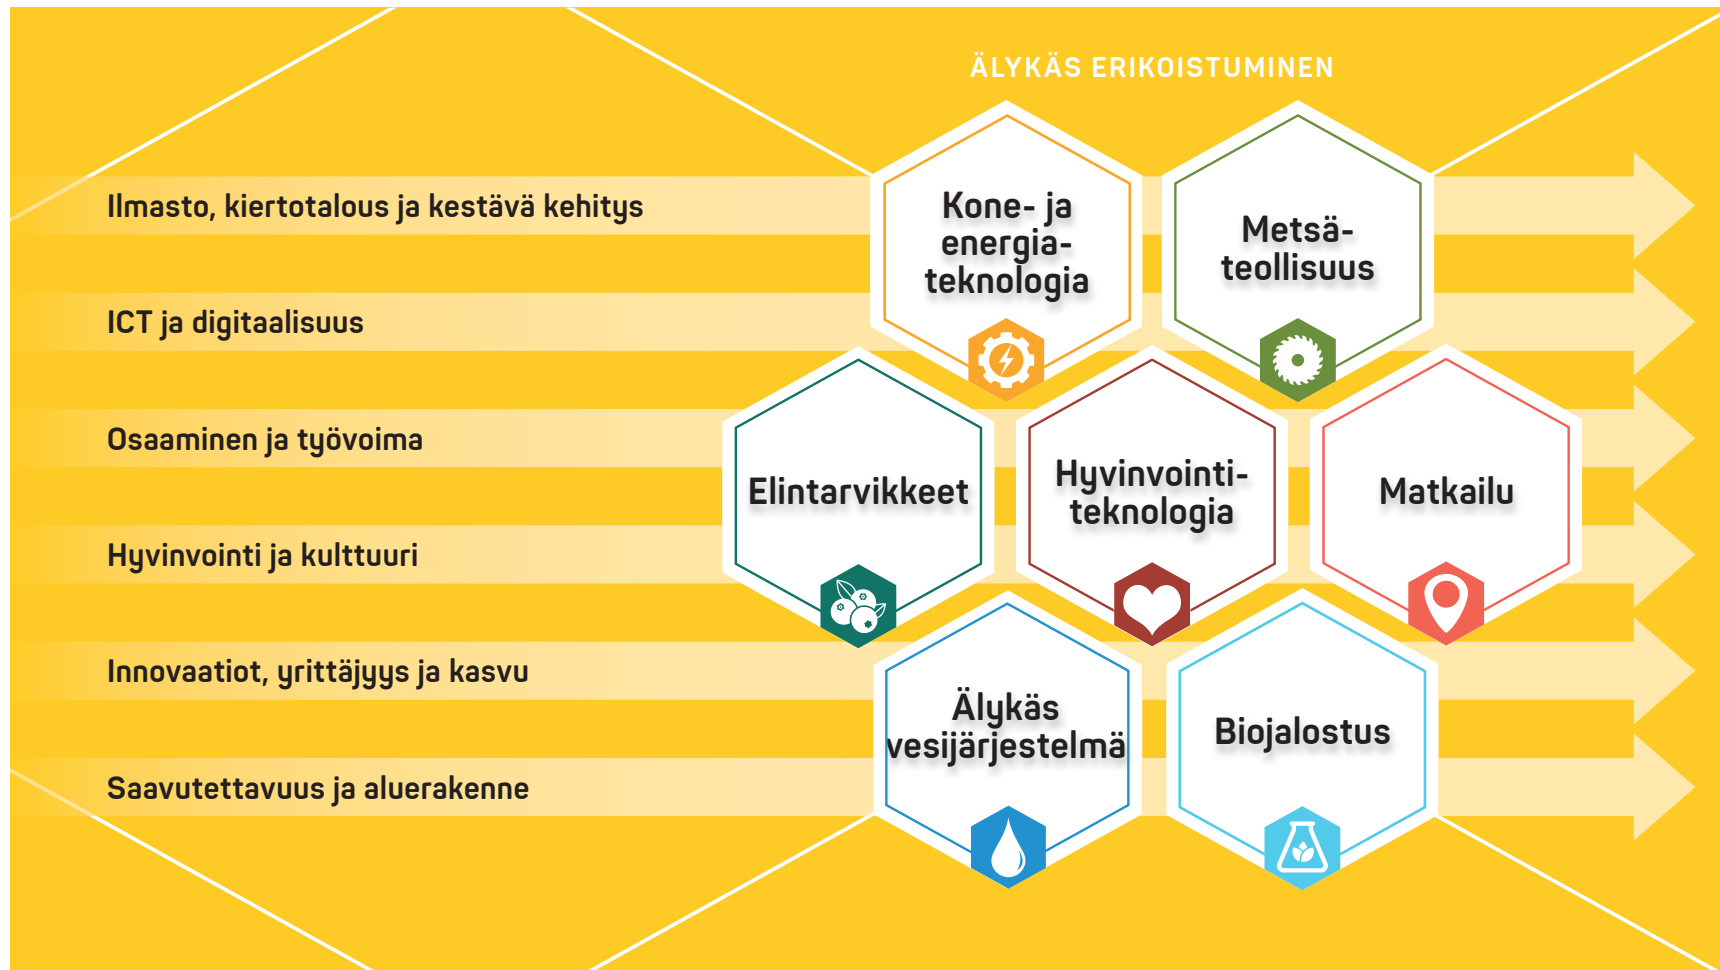 ÄLYKÄS ERIKOISTUMINEN
Ilmasto, kiertotalous ja kestävä kehitys
ICT ja digitaalisuus
Osaaminen ja työvoima
Hyvinvointi ja kulttuuri
Innovaatiot, yrittäjyys ja kasvu
Saavutettavuus ja aluerakenne
Kone- ja
energia-
teknologia
Metsä-
teollisuus
Elintarvikkeet
Hyvinvointi-
teknologia
Matkailu
Älykäs
vesijärjestelmä
Biojalostus